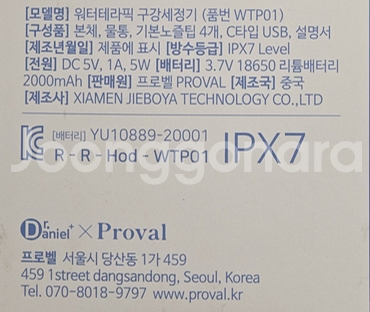 [모델명] 워터테라픽 구강세정기 (품번 WTP01)
[구성품] 본체, 물통, 기본노즐팁 4개, C타입 USB, 설명서
[제조년월일] 제품에 표시 [방수등급] IPX7 Level
[전원] DC 5V, 1A, 5W [배터리] 3.7V 18650 리튬배터리
2000mAh [판매원] 프로벨 PROVAL [제조국] 중국
[제조사] XIAMEN JIEBOYA TECHNOLOGY CO.,LTD
[배터리] YU10889-20001
R - R - Hod - WTP01 IPX7
Joonggonara
Dr.Daniel+ × Proval
프로벨 서울시 당산동 1가 459
459 1street dangsandong, Seoul, Korea
Tel. 070-8018-9797 www.proval.kr